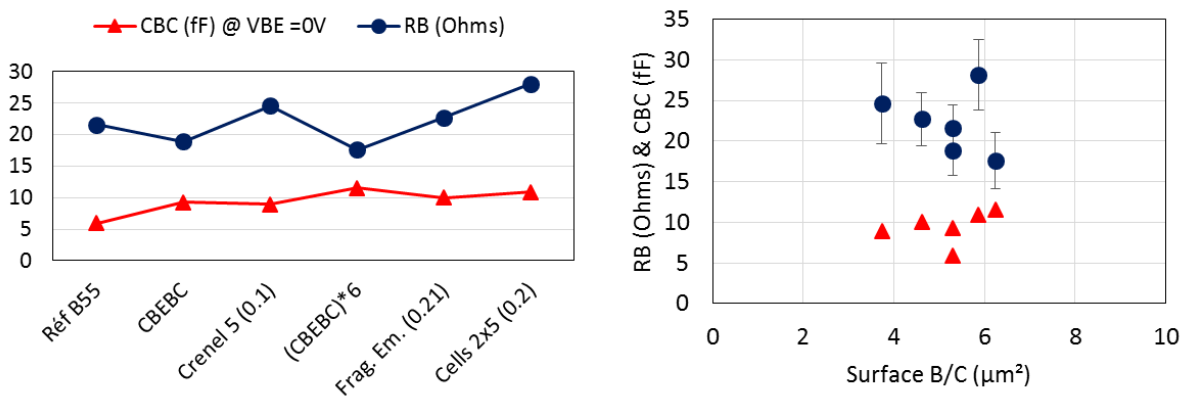 CBC (fF) @ VBE =0V RB (Ohms)
30
25
20
15
10
5
0
Réf B55
CBEBC
Crenel 5 (0.1)
(CBEBC)*6
Frag. Em. (0.21)
Cells 2x5 (0.2)
RB (Ohms) & CBC (fF)
35
30
25
20
15
10
5
0
0 2 4 6 8 10
Surface B/C (µm²)